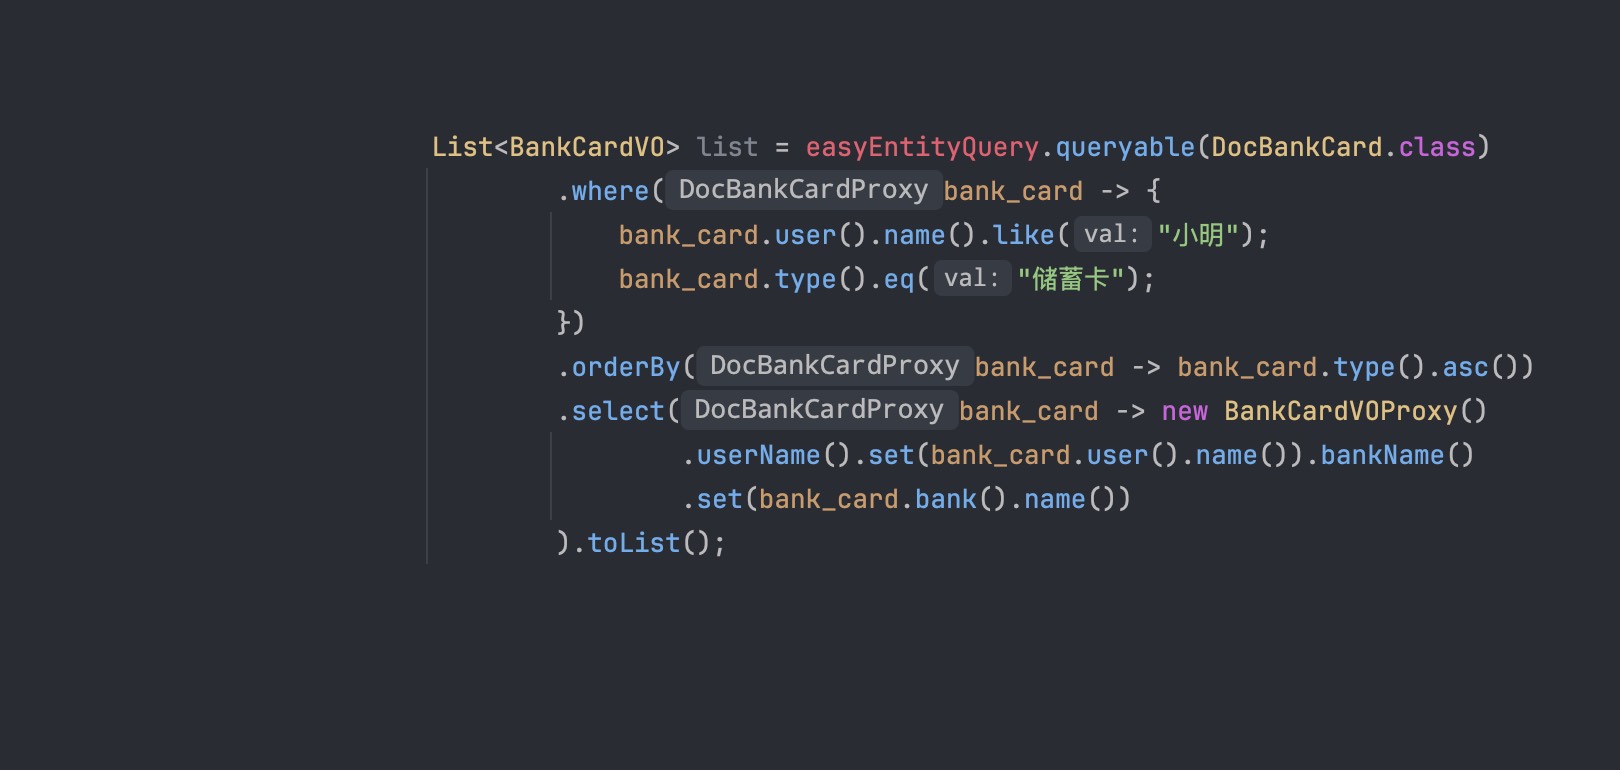 List<BankCardVO> list = easyEntityQuery.queryable(DocBankCard.class)
.where( DocBankCardProxy bank_card -> {
bank_card.user().name().like( val: "小明");
bank_card.type().eq( val: "储蓄卡");
})
.orderBy( DocBankCardProxy bank_card -> bank_card.type().asc())
.select( DocBankCardProxy bank_card -> new BankCardVOProxy()
.userName().set(bank_card.user().name()).bankName()
.set(bank_card.bank().name())
).toList();